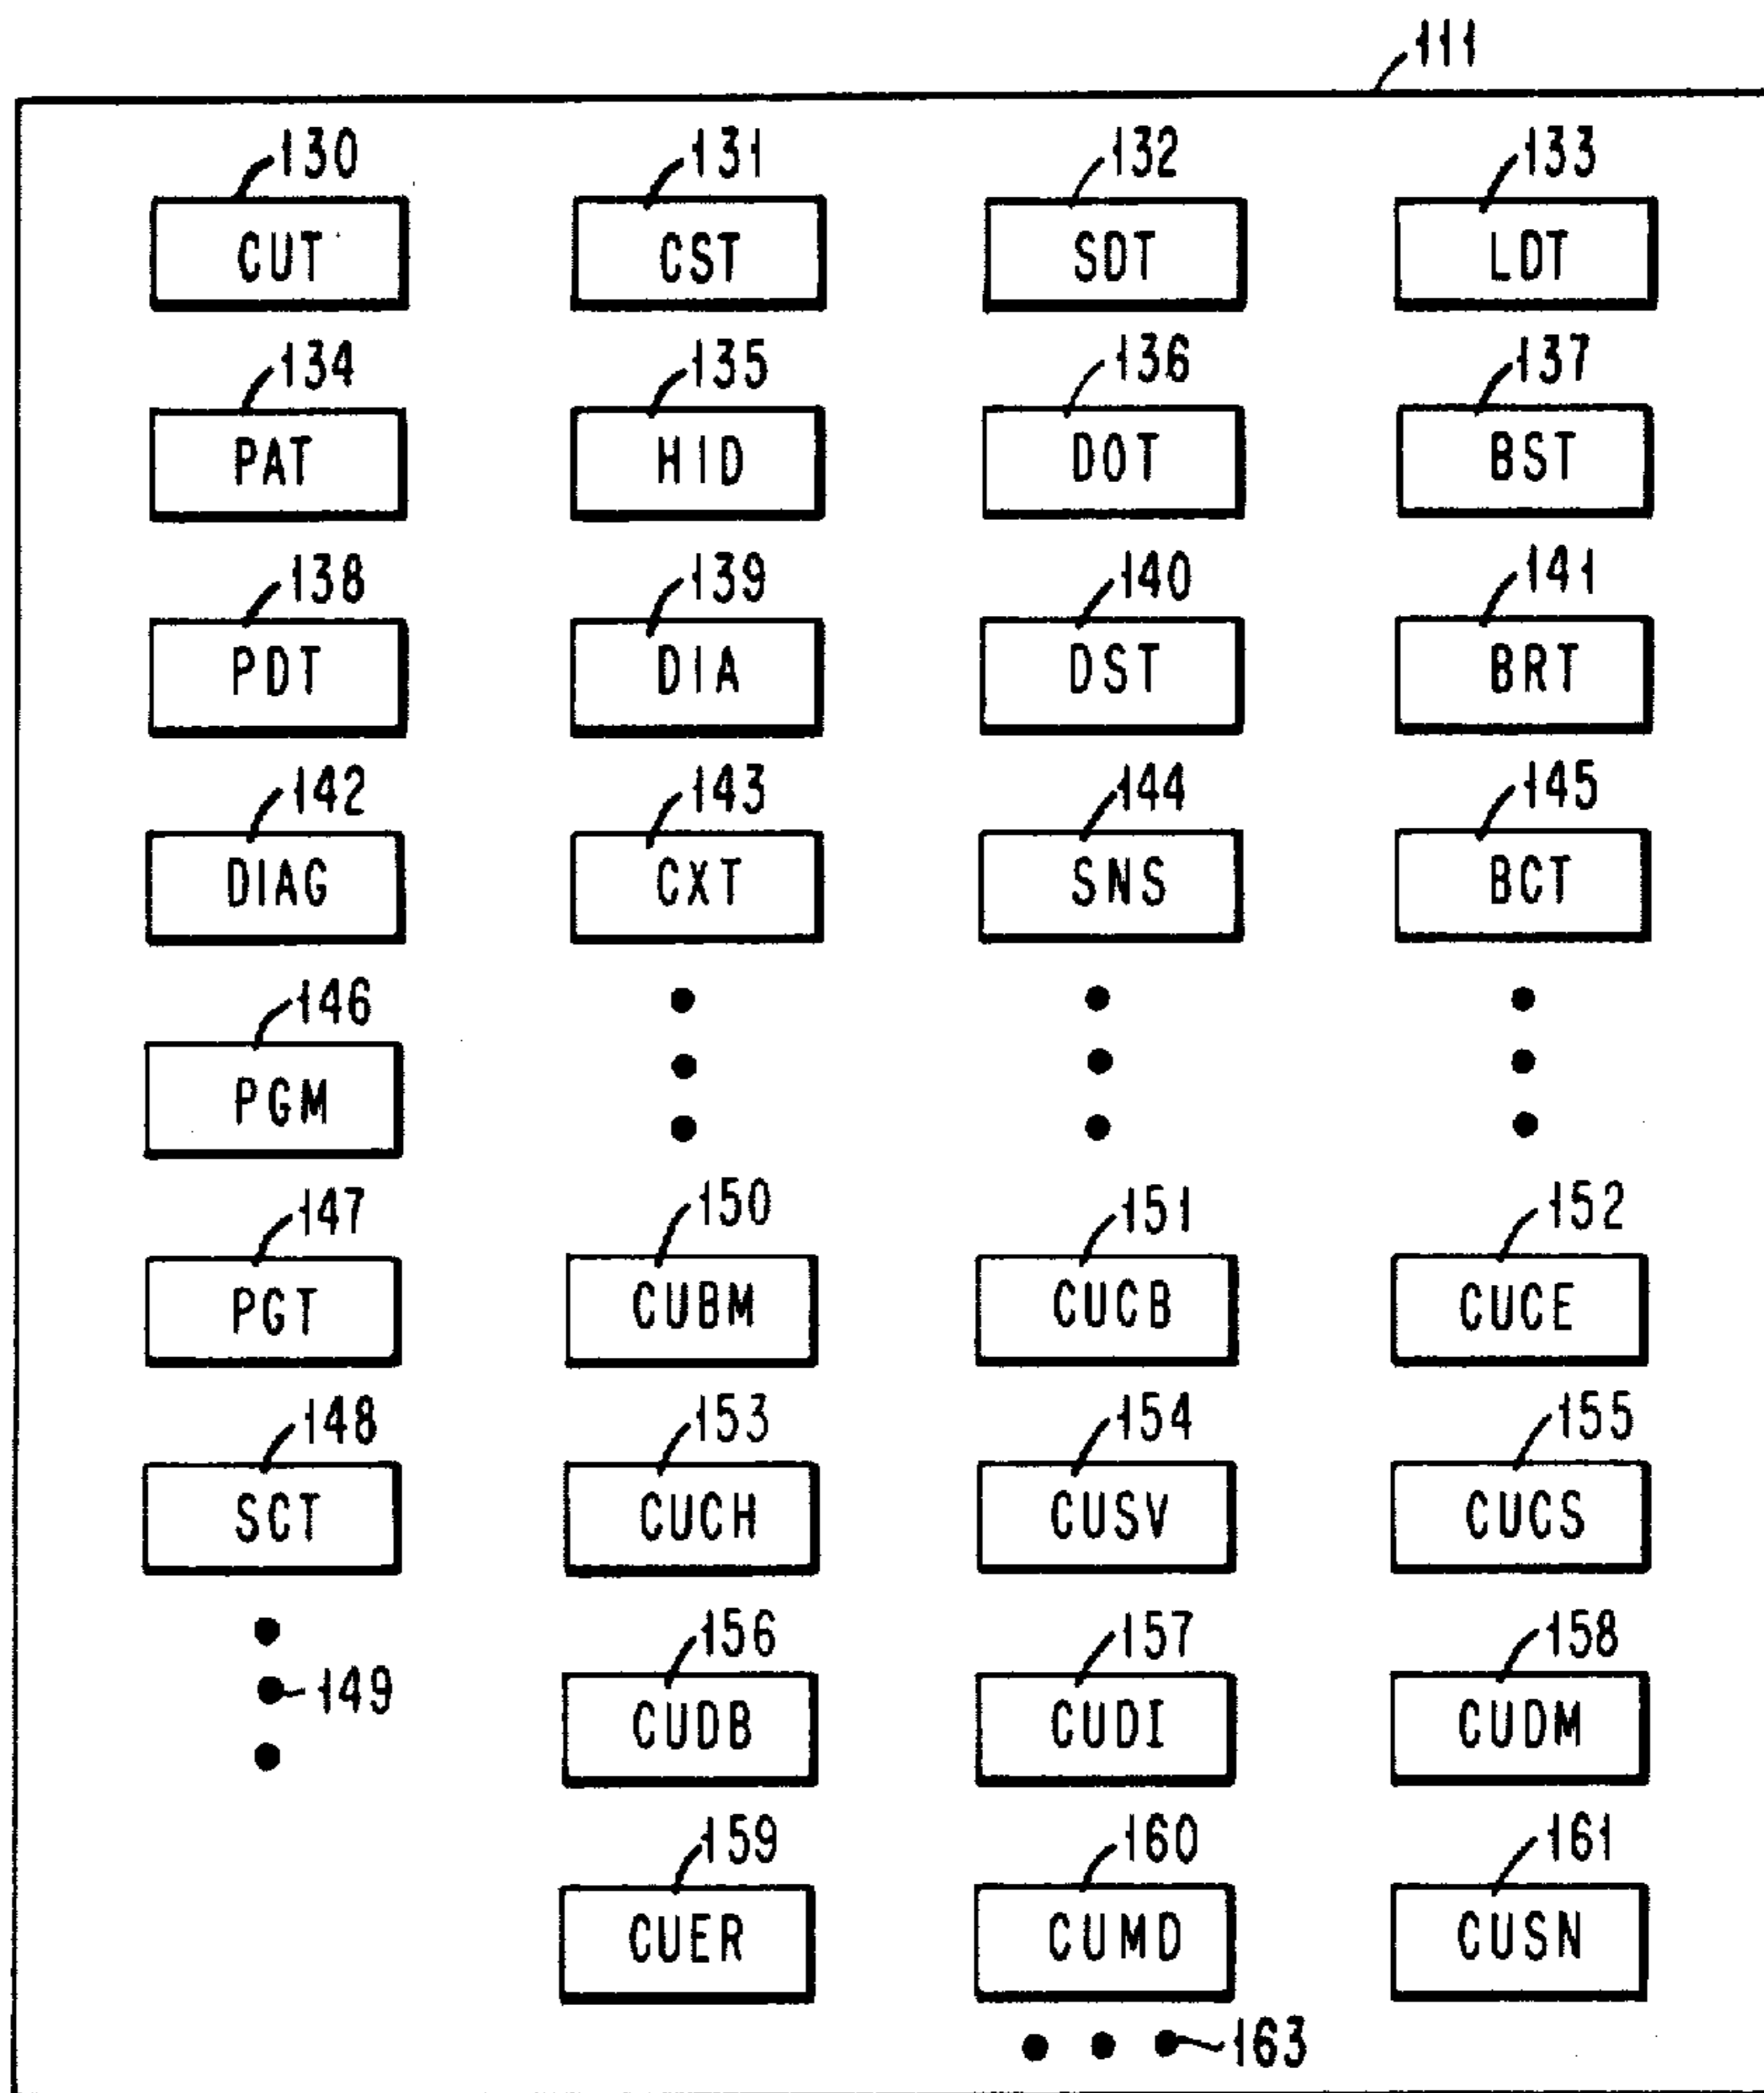 111
130 131 132 133
CUT CST SDT LDT
134 135 136 137
PAT HID DOT BST
138 139 140 141
PDT DIA DST BRT
142 143 144 145
DIAG CXT SNS BCT
146
PGM
147 150 151 152
PGT CUBM CUCB CUCE
148 153 154 155
SCT CUCH CUSV CUCS
156 157 158
149
CUDB CUDI CUDM
159 160 161
CUER CUMD CUSN
163